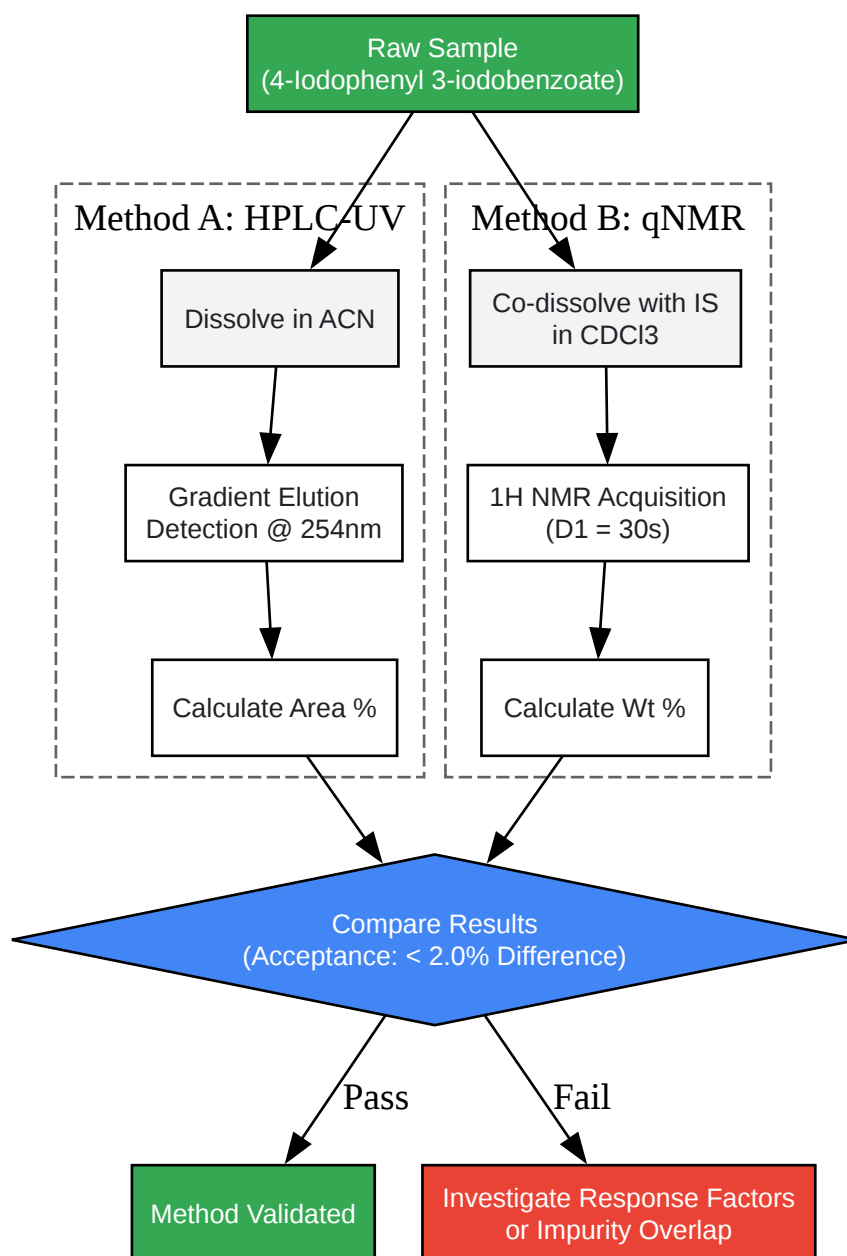 Raw Sample
(4-Iodophenyl 3-iodobenzoate)
Method A: HPLC-UV
Method B: qNMR
Dissolve in ACN
Co-dissolve with IS
in CDCl3
Gradient Elution
Detection @ 254nm
1H NMR Acquisition
(D1 = 30s)
Calculate Area %
Calculate Wt %
Compare Results
(Acceptance: < 2.0% Difference)
Pass
Fail
Method Validated
Investigate Response Factors
or Impurity Overlap